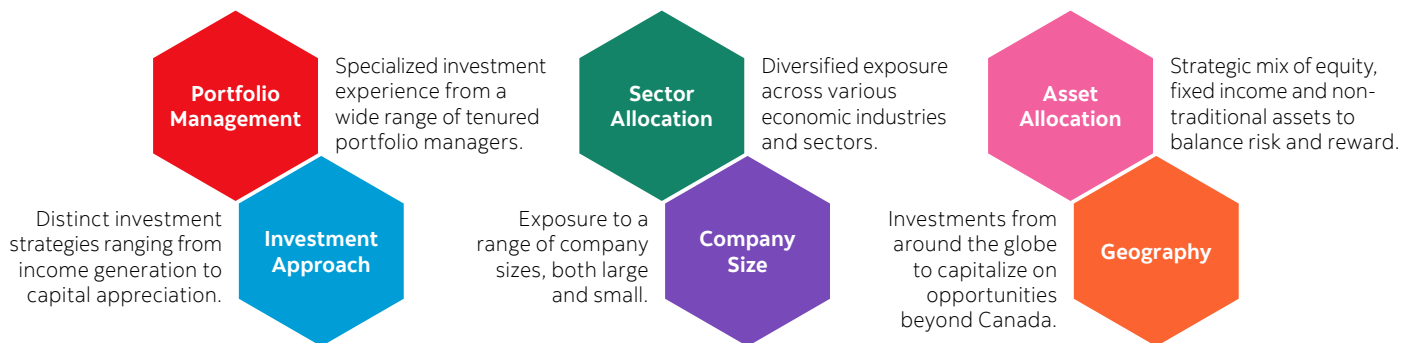 Portfolio
Management
Specialized investment
experience from a
wide range of tenured
portfolio managers.
Distinct investment
strategies ranging from
income generation to
capital appreciation.
Investment
Approach
Sector
Allocation
Diversified exposure
across various
economic industries
and sectors.
Exposure to a
range of company
sizes, both large
and small.
Company
Size
Asset
Allocation
Strategic mix of equity,
fixed income and non-
traditional assets to
balance risk and reward.
Investments from
around the globe
to capitalize on
opportunities
beyond Canada.
Geography